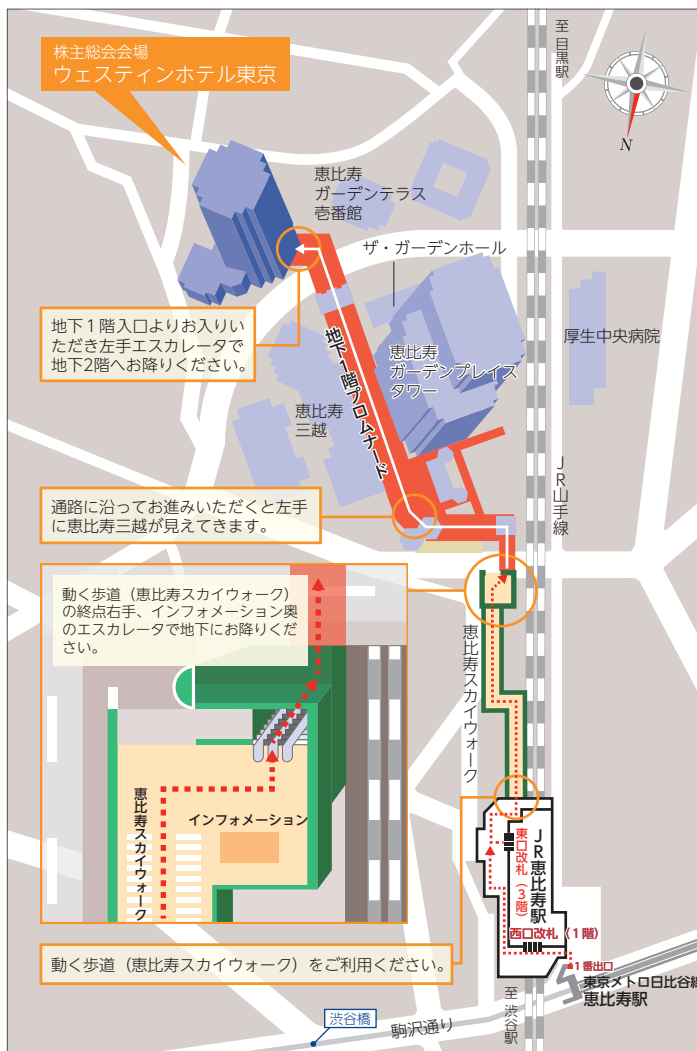 株主総会会場
ウェスティンホテル東京
至 目黒駅
N
恵比寿
ガーデンテラス
壱番館
ザ・ガーデンホール
地下1階入口よりお入りい
ただき左手エスカレータで
地下2階へお降りください。
地下1階プロムナード
恵比寿
ガーデンプレイス
タワー
厚生中央病院
恵比寿
三越
JR山手線
通路に沿ってお進みいただくと左手
に恵比寿三越が見えてきます。
動く歩道（恵比寿スカイウォーク）
の終点右手、インフォメーション奥
のエスカレータで地下にお降りくだ
さい。
恵比寿スカイウォーク
恵比寿スカイウォーク
インフォメーション
東口改札（3階）
JR恵比寿駅
西口改札（1階）
動く歩道（恵比寿スカイウォーク）をご利用ください。
1番出口
東京メトロ日比谷線
恵比寿駅
至 渋谷駅
渋谷橋
駒沢通り